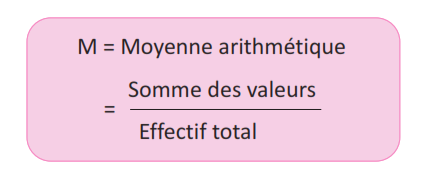 M = Moyenne arithmétique
= Somme des valeurs
Effectif total